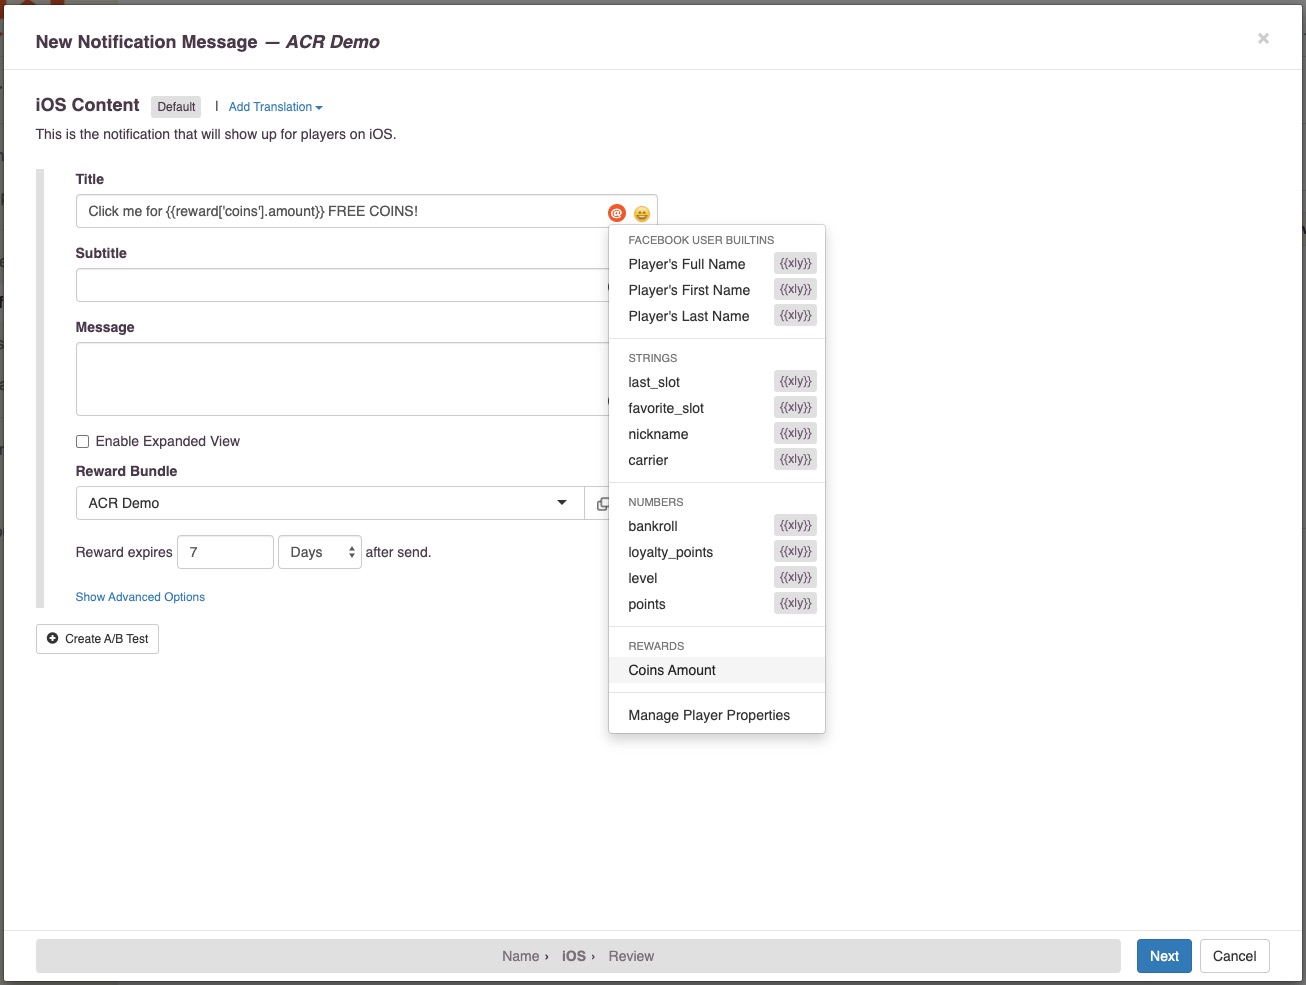 New Notification Message — ACR Demo
×
iOS Content Default | Add Translation
This is the notification that will show up for players on iOS.
Title
Click me for {{reward['coins'].amount}} FREE COINS!
@
Subtitle
Message
Enable Expanded View
Reward Bundle
ACR Demo
Reward expires 7 Days after send.
Show Advanced Options
Create A/B Test
FACEBOOK USER BUILTINS
Player's Full Name {{xly}}
Player's First Name {{xly}}
Player's Last Name {{xly}}
STRINGS
last_slot {{xly}}
favorite_slot {{xly}}
nickname {{xly}}
carrier {{xly}}
NUMBERS
bankroll {{xly}}
loyalty_points {{xly}}
level {{xly}}
points {{xly}}
REWARDS
Coins Amount
Manage Player Properties
Name › iOS › Review
Next
Cancel